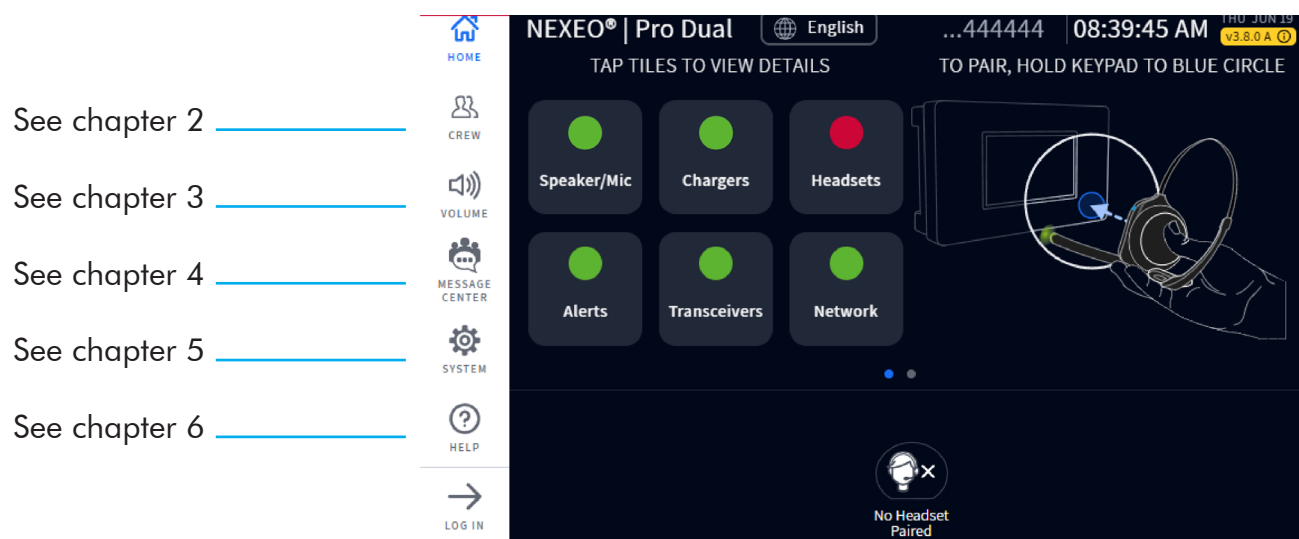 HOME
NEXEO® | Pro Dual English ...444444 08:39:45 AM THU JUN 19
v3.8.0 A
TAP TILES TO VIEW DETAILS
TO PAIR, HOLD KEYPAD TO BLUE CIRCLE
See chapter 2
CREW
See chapter 3
VOLUME
See chapter 4
MESSAGE
CENTER
See chapter 5
SYSTEM
See chapter 6
HELP
LOG IN
Speaker/Mic Chargers Headsets
Alerts Transceivers Network
No Headset
Paired